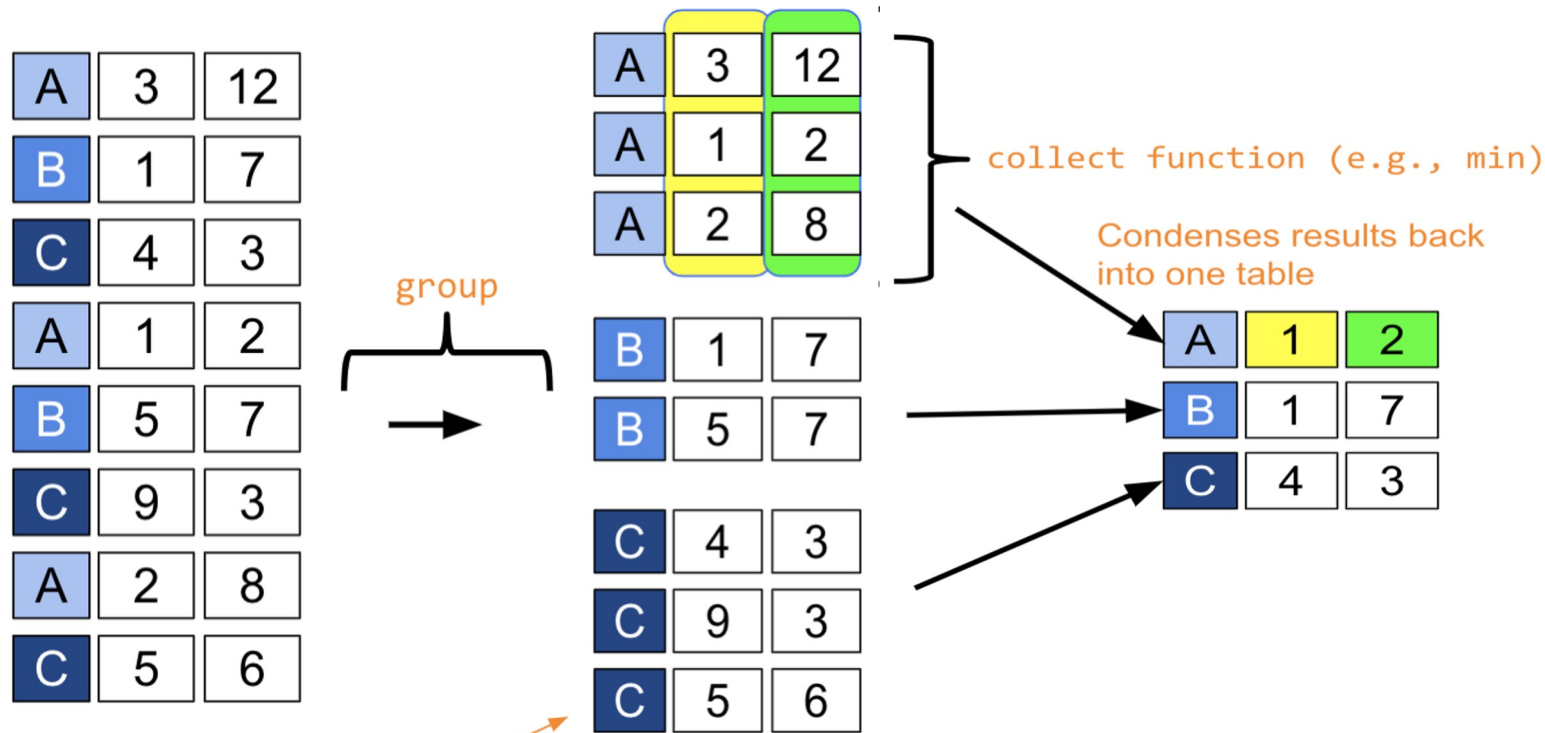 A 3 12
B 1 7
C 4 3
A 1 2
B 5 7
C 9 3
A 2 8
C 5 6
group
A 3 12
A 1 2
A 2 8
B 1 7
B 5 7
C 4 3
C 9 3
C 5 6
collect function (e.g., min)
Condenses results back
into one table
A 1 2
B 1 7
C 4 3